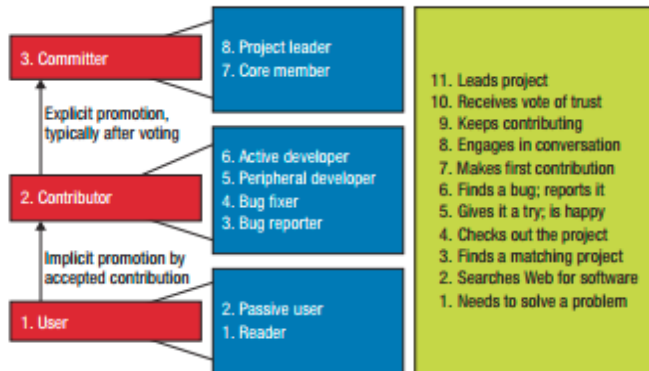 3. Committer
Explicit promotion,
typically after voting
2. Contributor
Implicit promotion by
accepted contribution
1. User
8. Project leader
7. Core member
6. Active developer
5. Peripheral developer
4. Bug fixer
3. Bug reporter
2. Passive user
1. Reader
11. Leads project
10. Receives vote of trust
9. Keeps contributing
8. Engages in conversation
7. Makes first contribution
6. Finds a bug; reports it
5. Gives it a try; is happy
4. Checks out the project
3. Finds a matching project
2. Searches Web for software
1. Needs to solve a problem